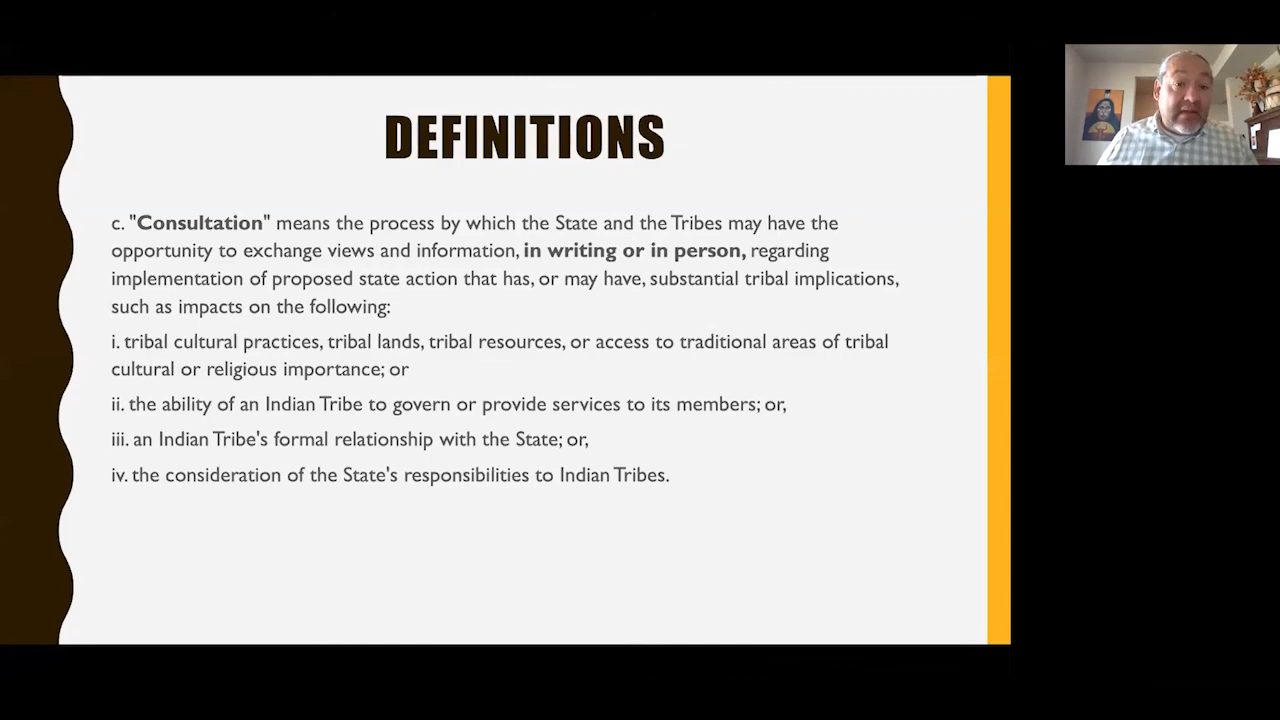 DEFINITIONS
c. "Consultation" means the process by which the State and the Tribes may have the
opportunity to exchange views and information, in writing or in person, regarding
implementation of proposed state action that has, or may have, substantial tribal implications,
such as impacts on the following:
i. tribal cultural practices, tribal lands, tribal resources, or access to traditional areas of tribal
cultural or religious importance; or
ii. the ability of an Indian Tribe to govern or provide services to its members; or,
iii. an Indian Tribe's formal relationship with the State; or,
iv. the consideration of the State's responsibilities to Indian Tribes.